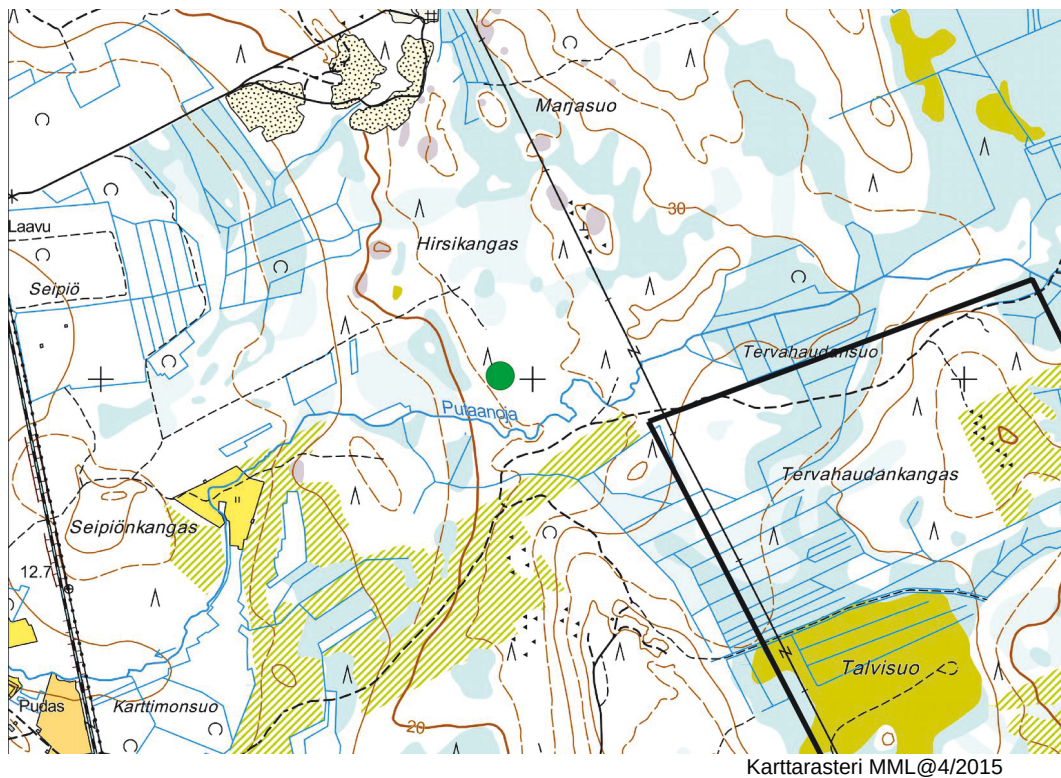 Marjasuo
30
Laavu
Hirsikangas
Seipiö
Tervahaudansuo
Putaanoja
Tervahaudankangas
Seipiönkangas
12.7
Talvisuo
Pudas
Karttimonsuo
20
Karttarasteri MML@4/2015